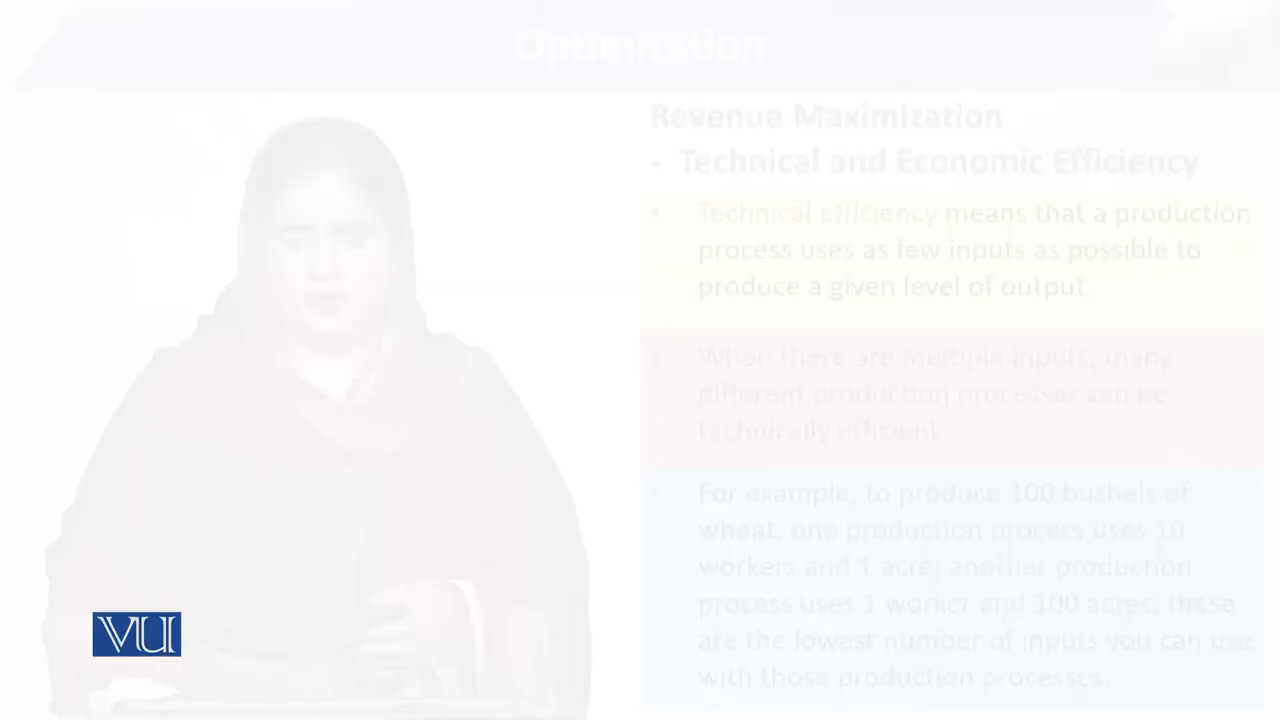 Optimisation
Revenue Maximization
- Technical and Economic Efficiency
• Technical efficiency means that a production
process uses as few inputs as possible to
produce a given level of output.
• When there are multiple inputs, many
different production processes can be
technically efficient
• For example, to produce 100 bushels of
wheat, one production process uses 10
workers and 1 acre; another production
process uses 1 worker and 100 acres, these
are the lowest number of inputs you can use
with those production processes.
VU